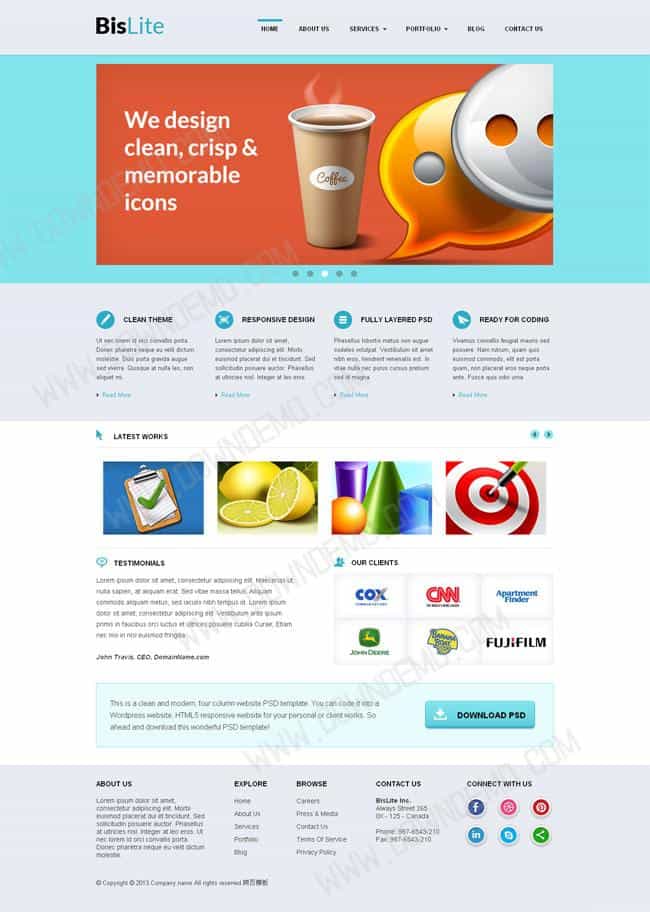 BisLite
HOME ABOUT US SERVICES PORTFOLIO BLOG CONTACT US
We design
clean, crisp &
memorable
icons
Coffee
CLEAN THEME
Ut nec lorem id orci convallis porta.
Donec pharetra neque eu velit dictum
molestie. Duis porta gravida augue
sed viverra. Quisque at nulla leo, non
aliquet mi.
Read More
RESPONSIVE DESIGN
Lorem ipsum dolor sit amet,
consectetur adipiscing elit. Morbi
euismod placerat dui et tincidunt. Sed
sollicitudin mauris auctor. Phasellus
at ultricies nisl. Integer at leo eros.
Read More
FULLY LAYERED PSD
Phasellus lobortis metus non augue
sodales volutpat. Vestibulum sit amet
nibh eros, hendrerit venenatis est. In
vitae nulla nec purus cursus pretium
sed id magna.
Read More
READY FOR CODING
Vivamus convallis feugiat mauris sed
posuere. Nam rutrum, quam quis
euismod commodo, elit est porta
quam, non placerat eros neque porta
ante. Fusce quis odio urna.
Read More
LATEST WORKS
TESTIMONIALS
Lorem ipsum dolor sit amet, consectetur adipiscing elit. Maecenas ut
nulla sapien, at aliquam erat. Sed vitae massa tellus. Aliquam
commodo aliquam metus, sed iaculis nibh tempus id. Lorem ipsum
dolor sit amet, consectetur adipiscing elit. Vestibulum ante ipsum
primis in faucibus orci luctus et ultrices posuere cubilia Curae; Etiam
nec mi in nisl euismod fringilla.
John Travis, CEO, DomainName.com
OUR CLIENTS
COX
CNN
Apartment
Finder
JOHN DEERE
BANANA
BOAT
FUJIFILM
This is a clean and modern, four column website PSD template. You can code it into a
Wordpress website, HTML5 responsive website for your personal or client works. So
ahead and download this wonderful PSD template!
DOWNLOAD PSD
ABOUT US
Lorem ipsum dolor sit amet,
consectetur adipiscing elit. Morbi
euismod placerat dui et tincidunt. Sed
sollicitudin mauris auctor. Phasellus
at ultricies nisl. Integer at leo eros.
Ut nec lorem id orci convallis porta.
Donec pharetra neque eu velit dictum
molestie.
EXPLORE
Home
About Us
Services
Portfolio
Blog
BROWSE
Careers
Press & Media
Contact Us
Terms Of Service
Privacy Policy
CONTACT US
BisLite Inc.
Always Street 265
0X - 125 - Canada
Phone: 987-6543-210
Fax: 987-6543-210
CONNECT WITH US
© Copyright © 2013.Company name All rights reserved.网页模板
WWW.DOWNDEMO.COM